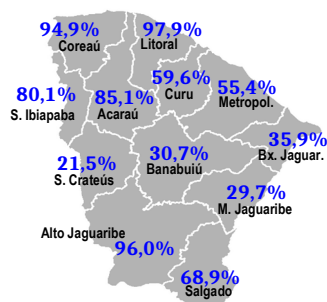 94,9%
Coreaú
97,9%
Litoral
80,1%
S. Ibiapaba
85,1%
Acaraú
59,6%
Curu
55,4%
Metropol.
21,5%
S. Crateús
30,7%
Banabuiú
35,9%
Bx. Jaguar.
29,7%
M. Jaguaribe
Alto Jaguaribe
96,0%
68,9%
Salgado